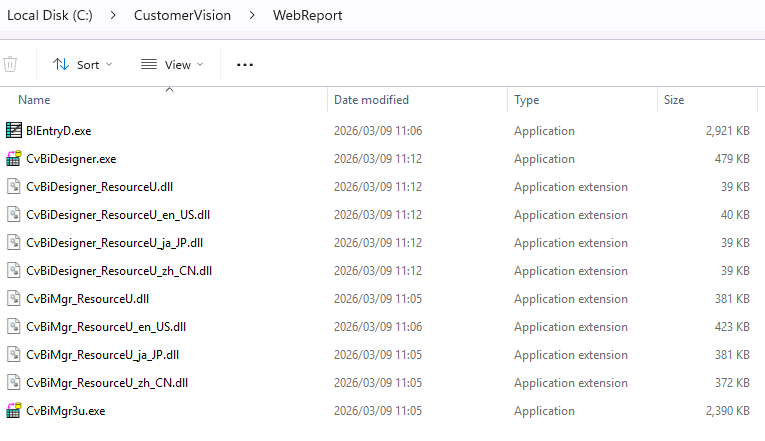 Local Disk (C:) > CustomerVision > WebReport
Sort View ...
Name Date modified Type Size
BIEntryD.exe 2026/03/09 11:06 Application 2,921 KB
CvBiDesigner.exe 2026/03/09 11:12 Application 479 KB
CvBiDesigner_ResourceU.dll 2026/03/09 11:12 Application extension 39 KB
CvBiDesigner_ResourceU_en_US.dll 2026/03/09 11:12 Application extension 40 KB
CvBiDesigner_ResourceU_ja_JP.dll 2026/03/09 11:12 Application extension 39 KB
CvBiDesigner_ResourceU_zh_CN.dll 2026/03/09 11:12 Application extension 39 KB
CvBiMgr_ResourceU.dll 2026/03/09 11:05 Application extension 381 KB
CvBiMgr_ResourceU_en_US.dll 2026/03/09 11:06 Application extension 423 KB
CvBiMgr_ResourceU_ja_JP.dll 2026/03/09 11:05 Application extension 381 KB
CvBiMgr_ResourceU_zh_CN.dll 2026/03/09 11:05 Application extension 372 KB
CvBiMgr3u.exe 2026/03/09 11:05 Application 2,390 KB